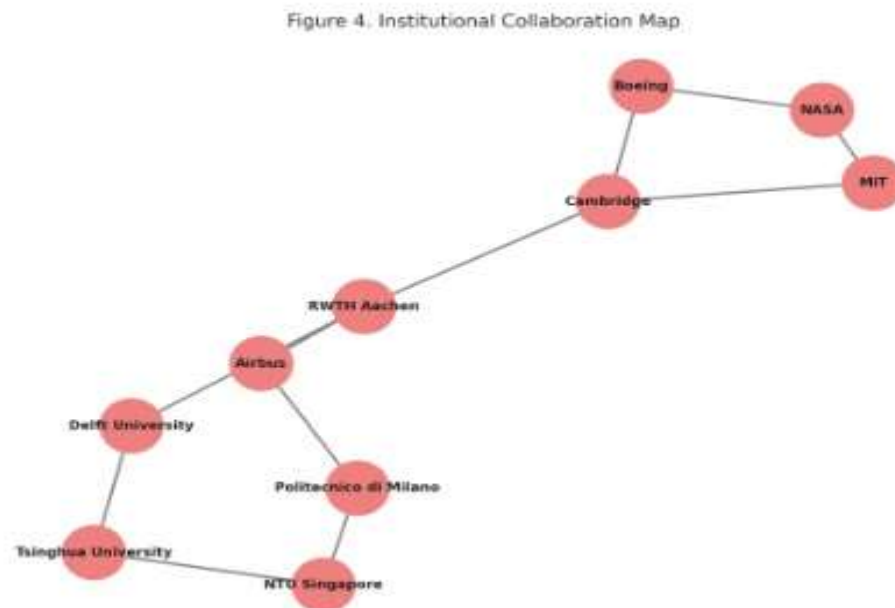 Figure 4. Institutional Collaboration Map
Boeing
NASA
MIT
Cambridge
RWTH Aachen
Airbus
Delft University
Politecnico di Milano
Tsinghua University
NTU Singapore